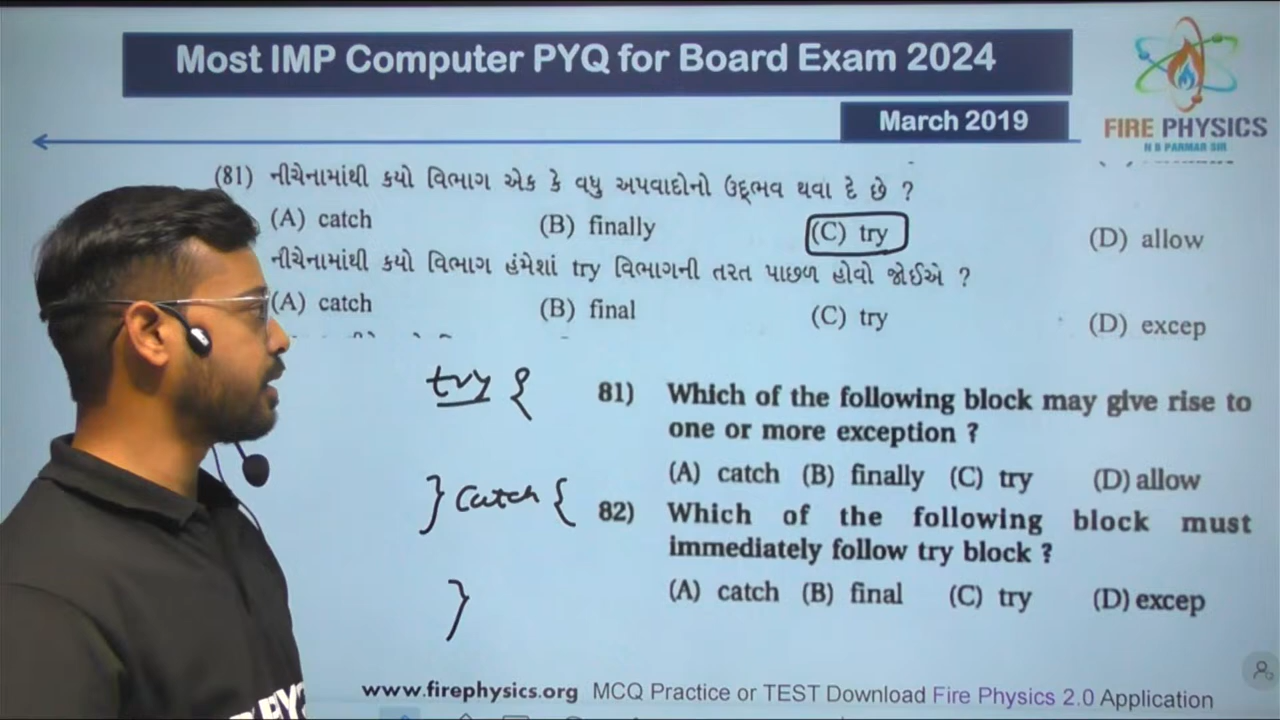 Most IMP Computer PYQ for Board Exam 2024
March 2019
FIRE PHYSICS
N B PARMAR SIR
(81) નીચેનામાંથી કયો વિભાગ એક કે વધુ અપવાદોનો ઉદ્દભવ થવા દે છે ?
(A) catch (B) finally (C) try (D) allow
નીચેનામાંથી કયો વિભાગ હંમેશાં try વિભાગની તરત પાછળ હોવો જોઈએ ?
(A) catch (B) final (C) try (D) excep
try {
} catch {
}
81) Which of the following block may give rise to
one or more exception ?
(A) catch (B) finally (C) try (D) allow
82) Which of the following block must
immediately follow try block ?
(A) catch (B) final (C) try (D) excep
www.firephysics.org MCQ Practice or TEST Download Fire Physics 2.0 Application